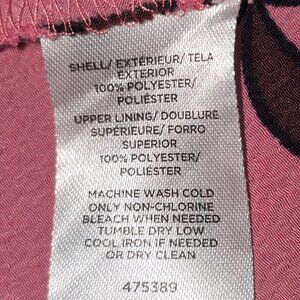 SHELL/ EXTÉRIEUR/ TELA
EXTERIOR
100% POLYESTER/
POLIÉSTER
UPPER LINING/ DOUBLURE
SUPÉRIEURE/ FORRO
SUPERIOR
100% POLYESTER/
POLIÉSTER
MACHINE WASH COLD
ONLY NON-CHLORINE
BLEACH WHEN NEEDED
TUMBLE DRY LOW
COOL IRON IF NEEDED
OR DRY CLEAN
475389